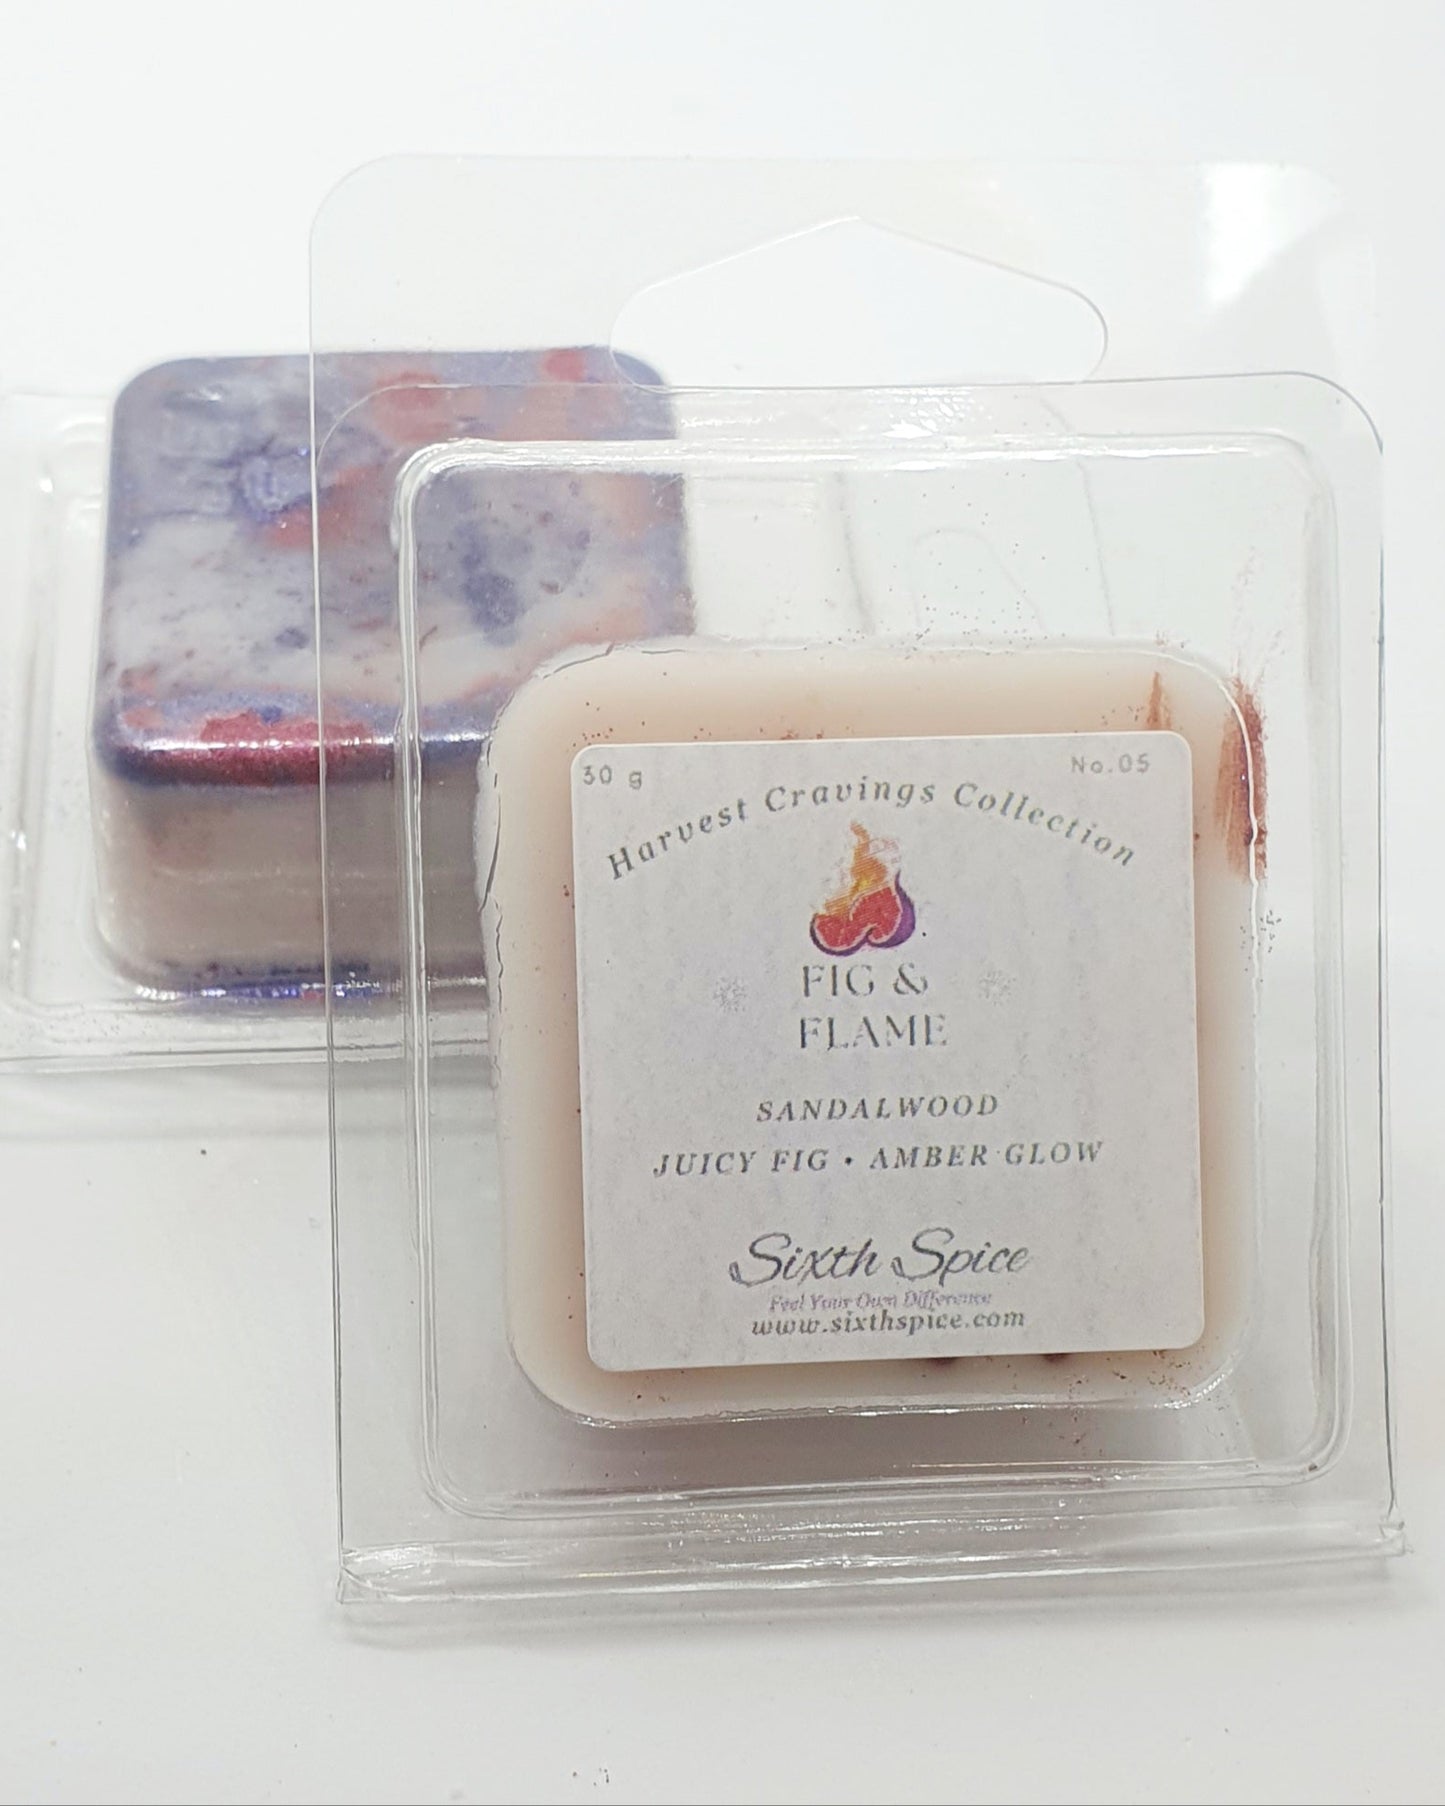 30 g
No.05
Harvest Cravings Collection
FIG &
FLAME
SANDALWOOD
JUICY FIG • AMBER GLOW
Sixth Spice
Feel Your Own Difference
www.sixthspice.com